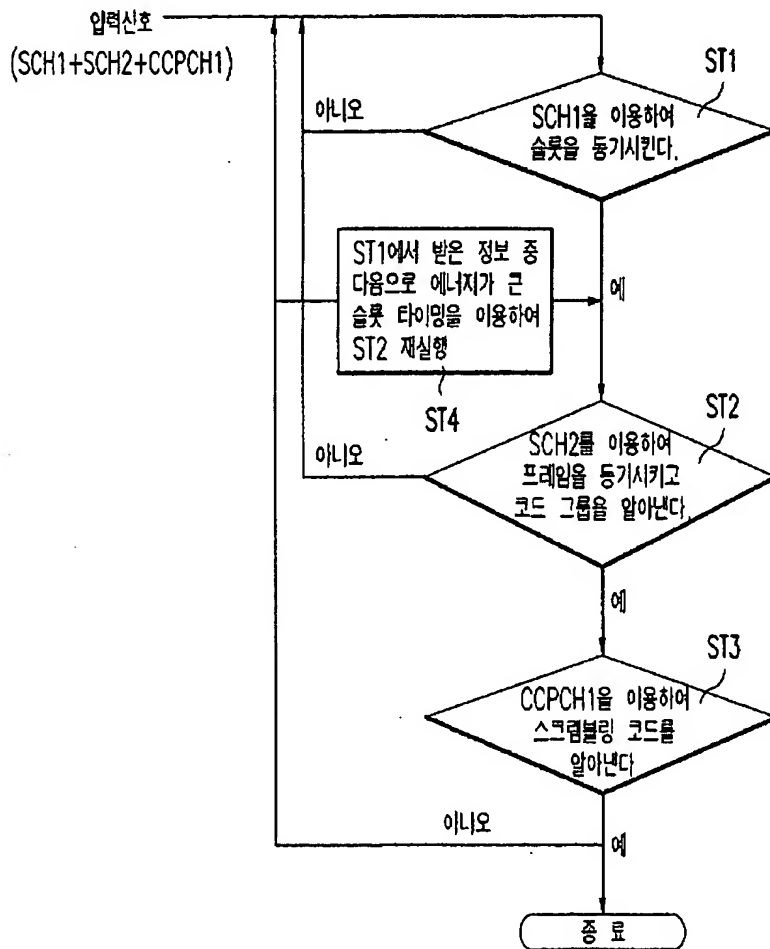 입력신호
(SCH1+SCH2+CCPCH1)
ST1
아니오
SCH1을 이용하여
슬롯을 동기시킨다.
ST1에서 받은 정보 중
다음으로 에너지가 큰
슬롯 타이밍을 이용하여
ST2 재실행
예
ST4
ST2
아니오
SCH2를 이용하여
프레임을 동기시키고
코드 그룹을 알아낸다.
예
ST3
CCPCH1을 이용하여
스크램블링 코드를
알아낸다
아니오
예
종료